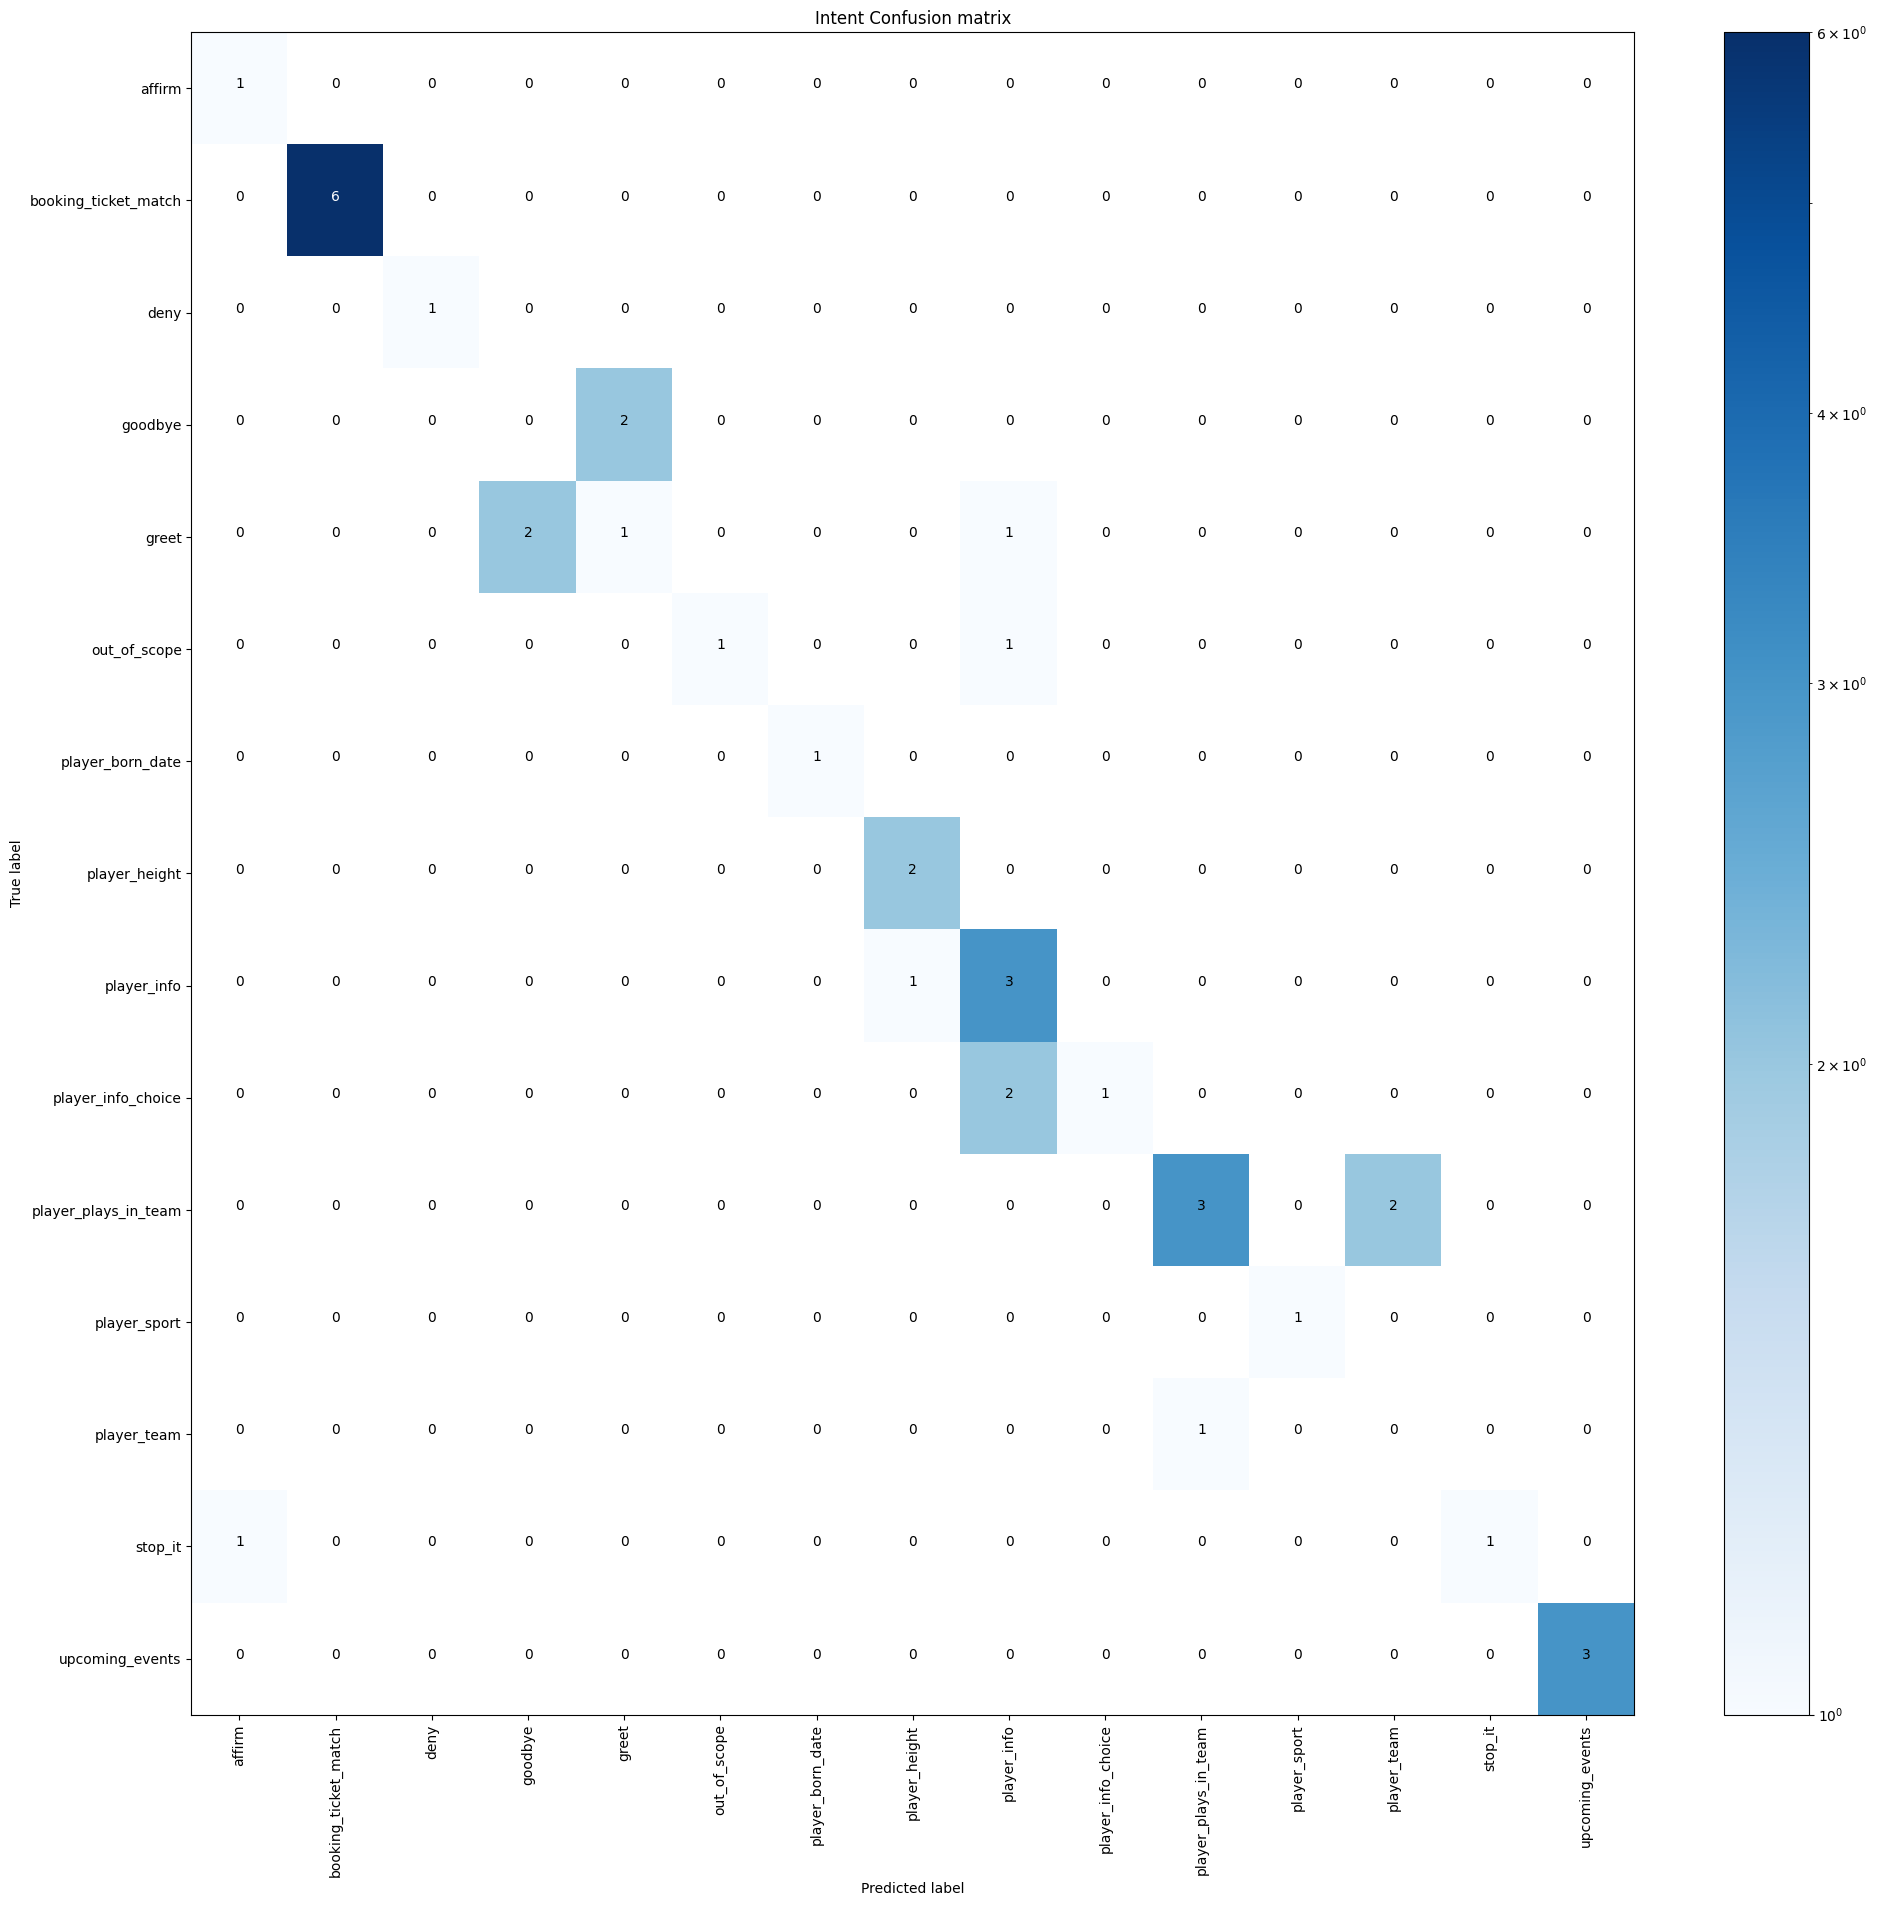 Intent Confusion matrix
affirm 1 0 0 0 0 0 0 0 0 0 0 0 0 0 0
booking_ticket_match 0 6 0 0 0 0 0 0 0 0 0 0 0 0 0
deny 0 0 1 0 0 0 0 0 0 0 0 0 0 0 0
goodbye 0 0 0 0 2 0 0 0 0 0 0 0 0 0 0
greet 0 0 0 2 1 0 0 0 1 0 0 0 0 0 0
out_of_scope 0 0 0 0 0 1 0 0 1 0 0 0 0 0 0
player_born_date 0 0 0 0 0 0 1 0 0 0 0 0 0 0 0
player_height 0 0 0 0 0 0 0 2 0 0 0 0 0 0 0
player_info 0 0 0 0 0 0 0 1 3 0 0 0 0 0 0
player_info_choice 0 0 0 0 0 0 0 0 2 1 0 0 0 0 0
player_plays_in_team 0 0 0 0 0 0 0 0 0 0 3 0 2 0 0
player_sport 0 0 0 0 0 0 0 0 0 0 0 1 0 0 0
player_team 0 0 0 0 0 0 0 0 0 0 1 0 0 0 0
stop_it 1 0 0 0 0 0 0 0 0 0 0 0 0 1 0
upcoming_events 0 0 0 0 0 0 0 0 0 0 0 0 0 0 3
True label
affirm
booking_ticket_match
deny
goodbye
greet
out_of_scope
player_born_date
player_height
player_info
player_info_choice
player_plays_in_team
player_sport
player_team
stop_it
upcoming_events
Predicted label
6 × 10⁰
4 × 10⁰
3 × 10⁰
2 × 10⁰
10⁰